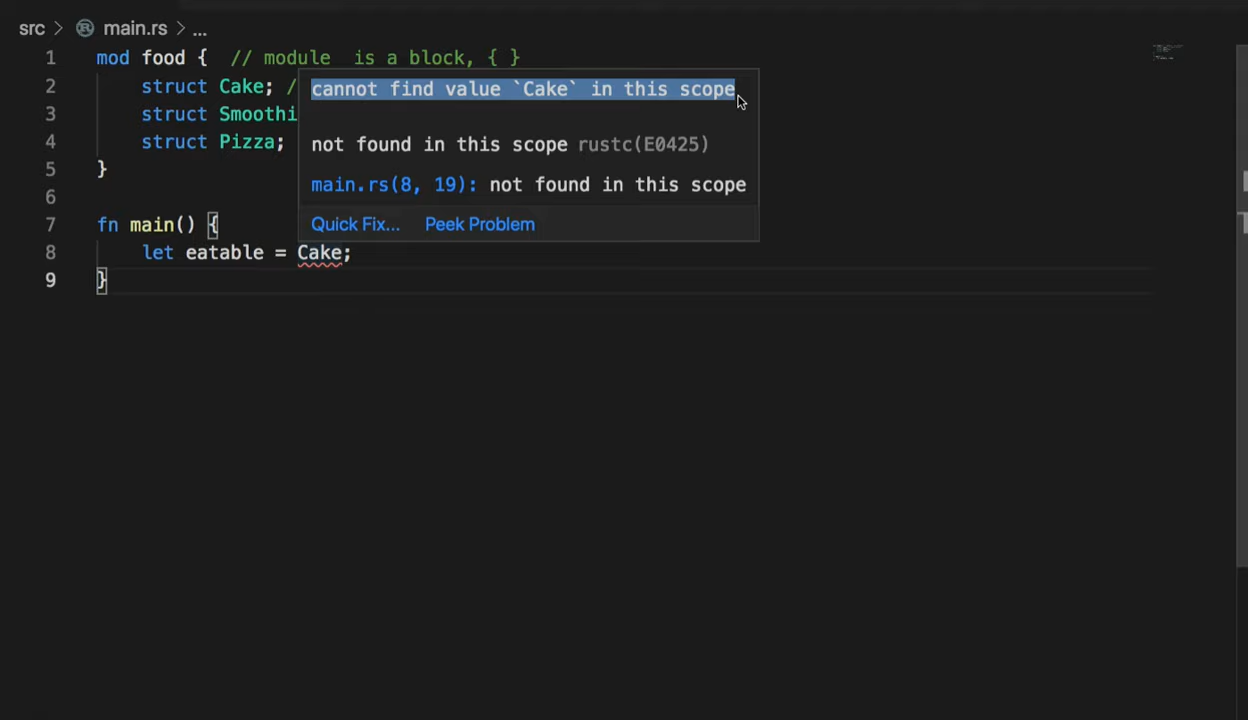 src > main.rs > ...
1 mod food { // module  is a block, { }
2 struct Cake; /
cannot find value `Cake` in this scope
3 struct Smoothi
4 struct Pizza;
not found in this scope rustc(E0425)
5 }
main.rs(8, 19): not found in this scope
6
Quick Fix... Peek Problem
7 fn main() {
8 let eatable = Cake;
9 }